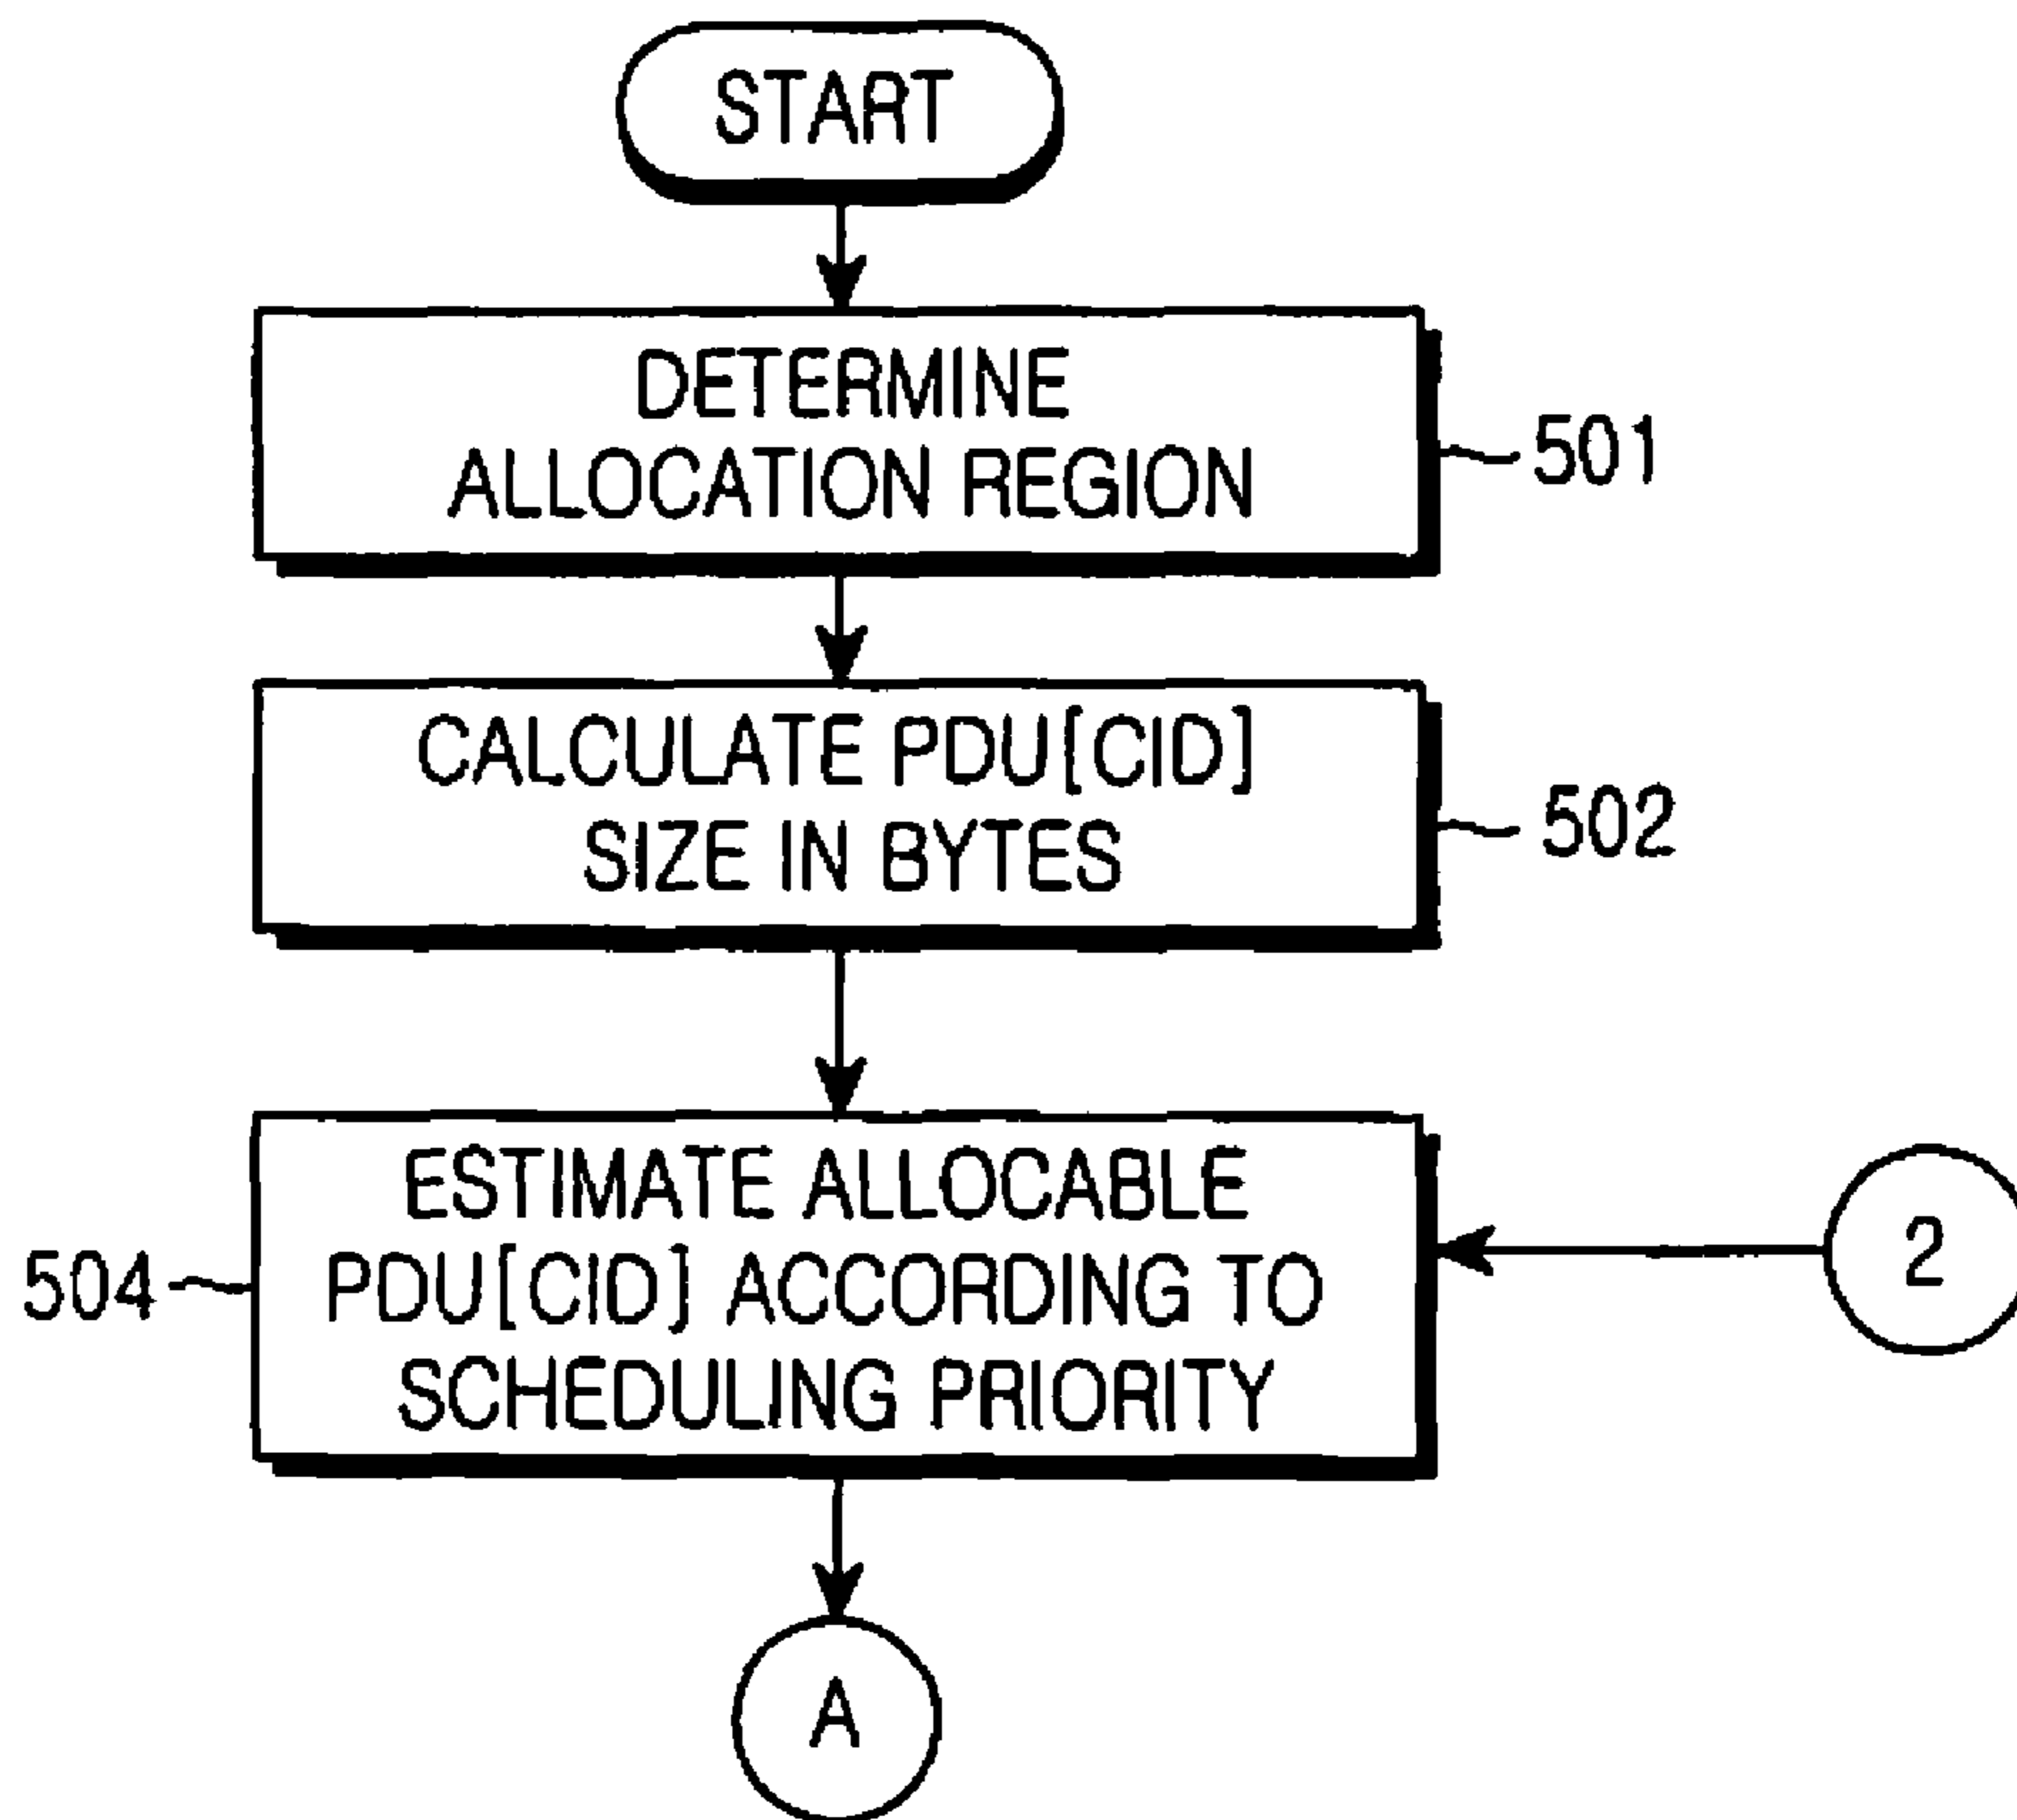 START
DETERMINE
ALLOCATION REGION
501
CALCULATE PDU[CID]
SIZE IN BYTES
502
ESTIMATE ALLOCABLE
PDU[CID] ACCORDING TO
SCHEDULING PRIORITY
504
2
A